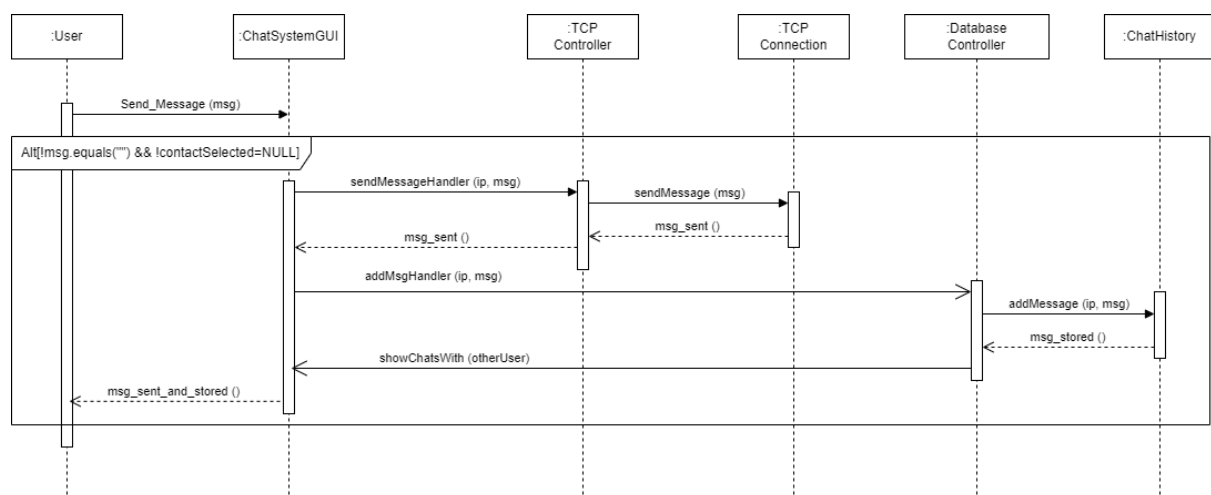 :User
:ChatSystemGUI
:TCP
Controller
:TCP
Connection
:Database
Controller
:ChatHistory
Send_Message (msg)
Alt[!msg.equals("") && !contactSelected=NULL]
sendMessageHandler (ip, msg)
sendMessage (msg)
msg_sent ()
msg_sent ()
addMsgHandler (ip, msg)
addMessage (ip, msg)
msg_stored ()
showChatsWith (otherUser)
msg_sent_and_stored ()